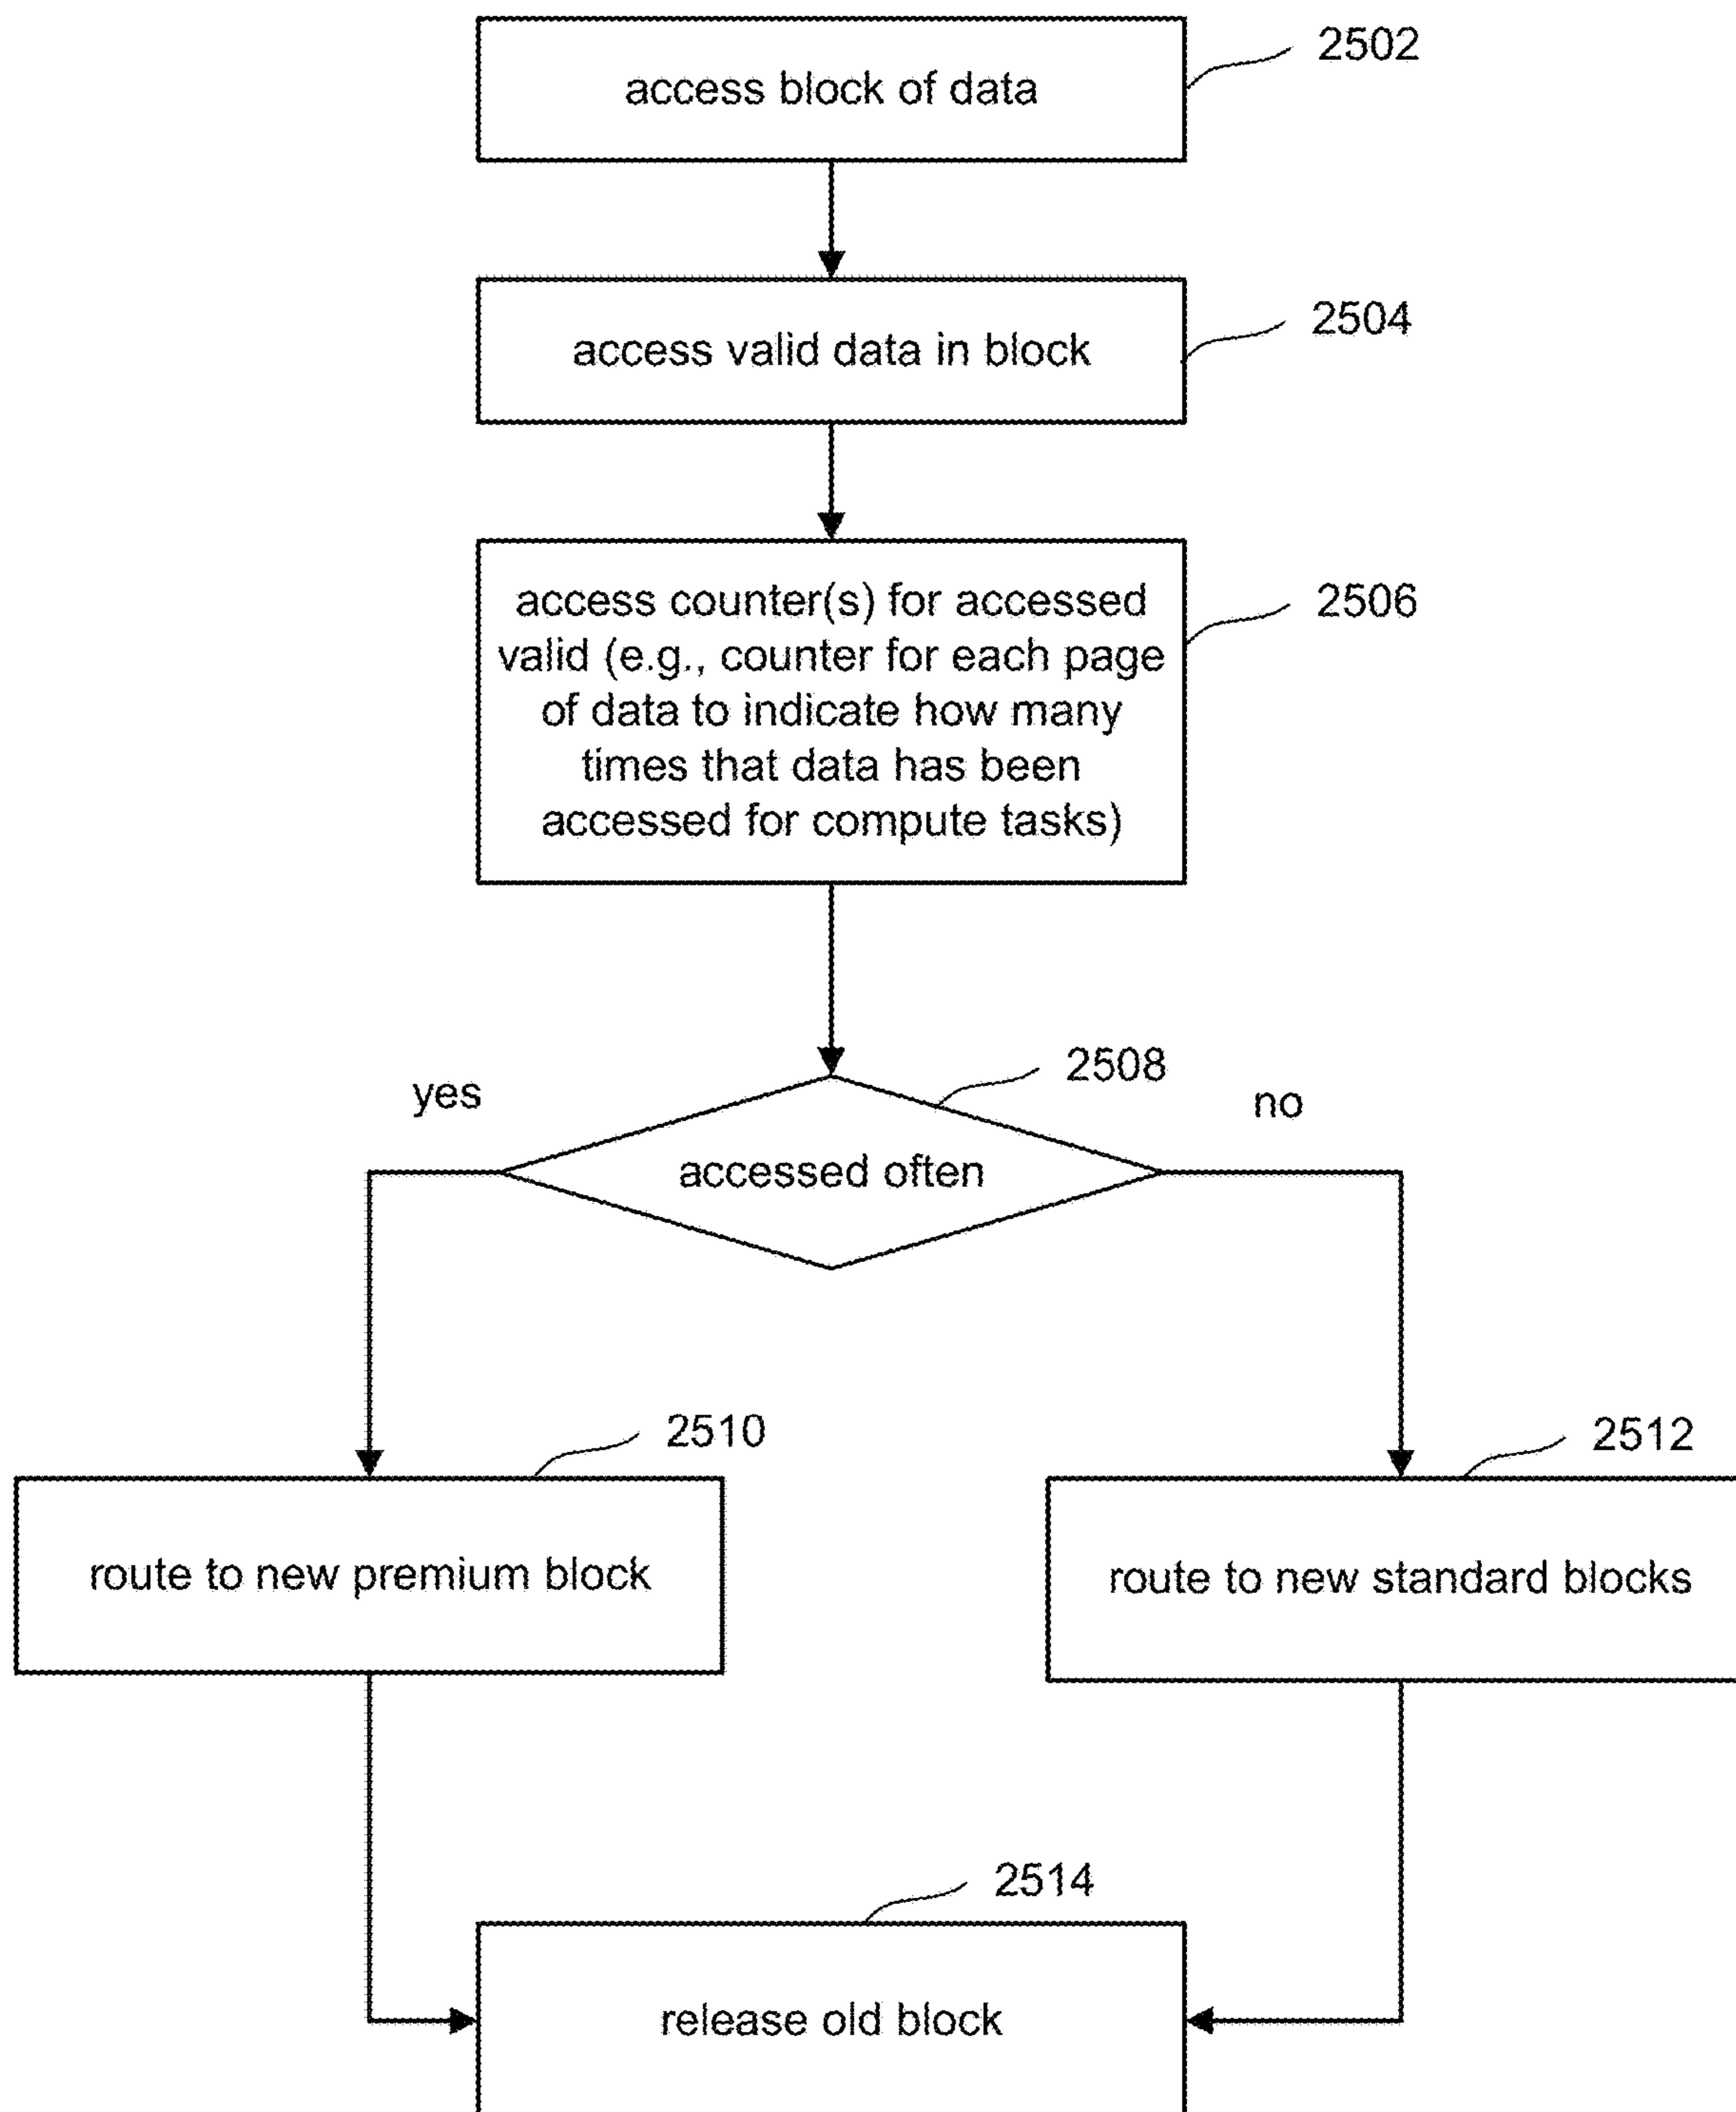 2502
access block of data
2504
access valid data in block
2506
access counter(s) for accessed
valid (e.g., counter for each page
of data to indicate how many
times that data has been
accessed for compute tasks)
2508
yes
no
accessed often
2510
2512
route to new premium block
route to new standard blocks
2514
release old block